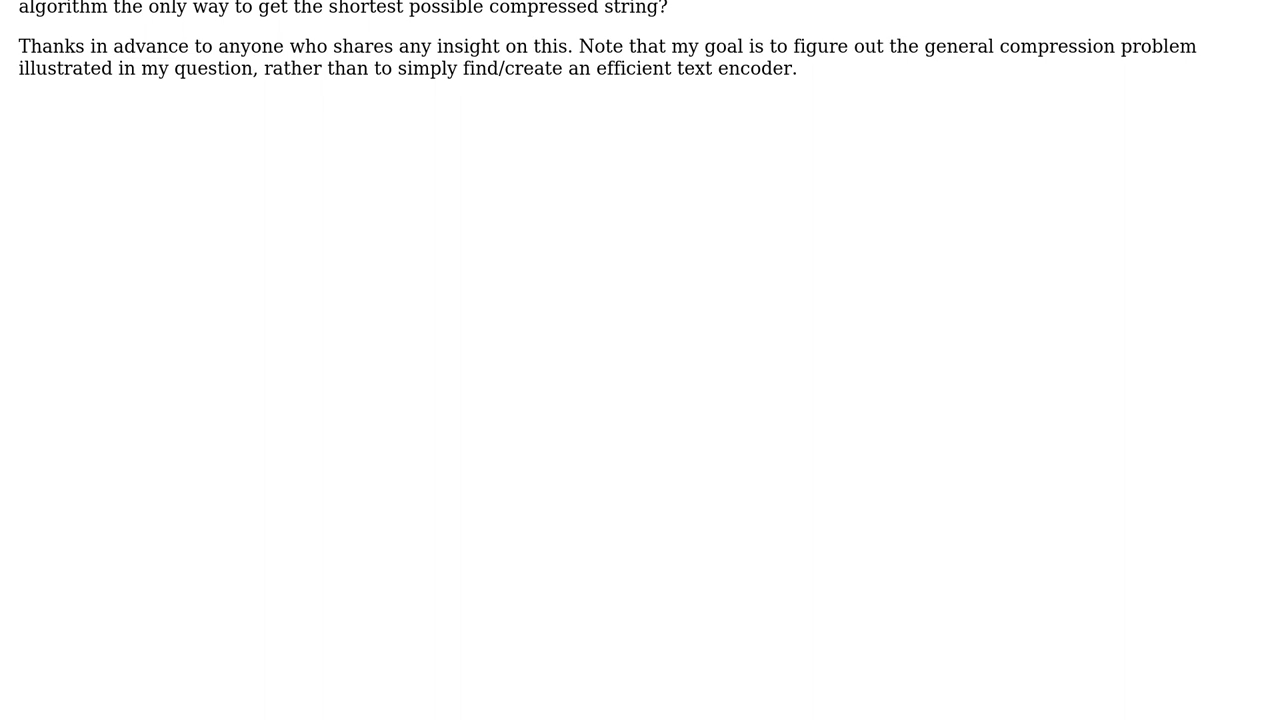 algorithm the only way to get the shortest possible compressed string?
Thanks in advance to anyone who shares any insight on this. Note that my goal is to figure out the general compression problem
illustrated in my question, rather than to simply find/create an efficient text encoder.